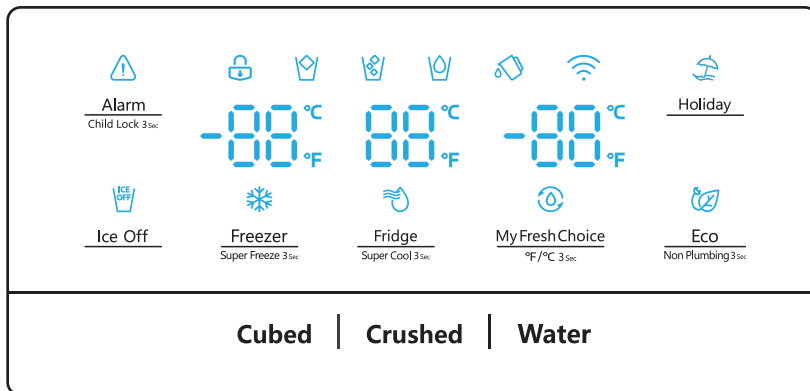 Alarm
Child Lock 3Sec
Holiday
-88 °C °F
88 °C °F
-88 °C °F
ICE OFF
Ice Off
Freezer
Super Freeze 3Sec
Fridge
Super Cool 3Sec
My Fresh Choice
°F/°C 3Sec
Eco
Non Plumbing 3Sec
Cubed | Crushed | Water